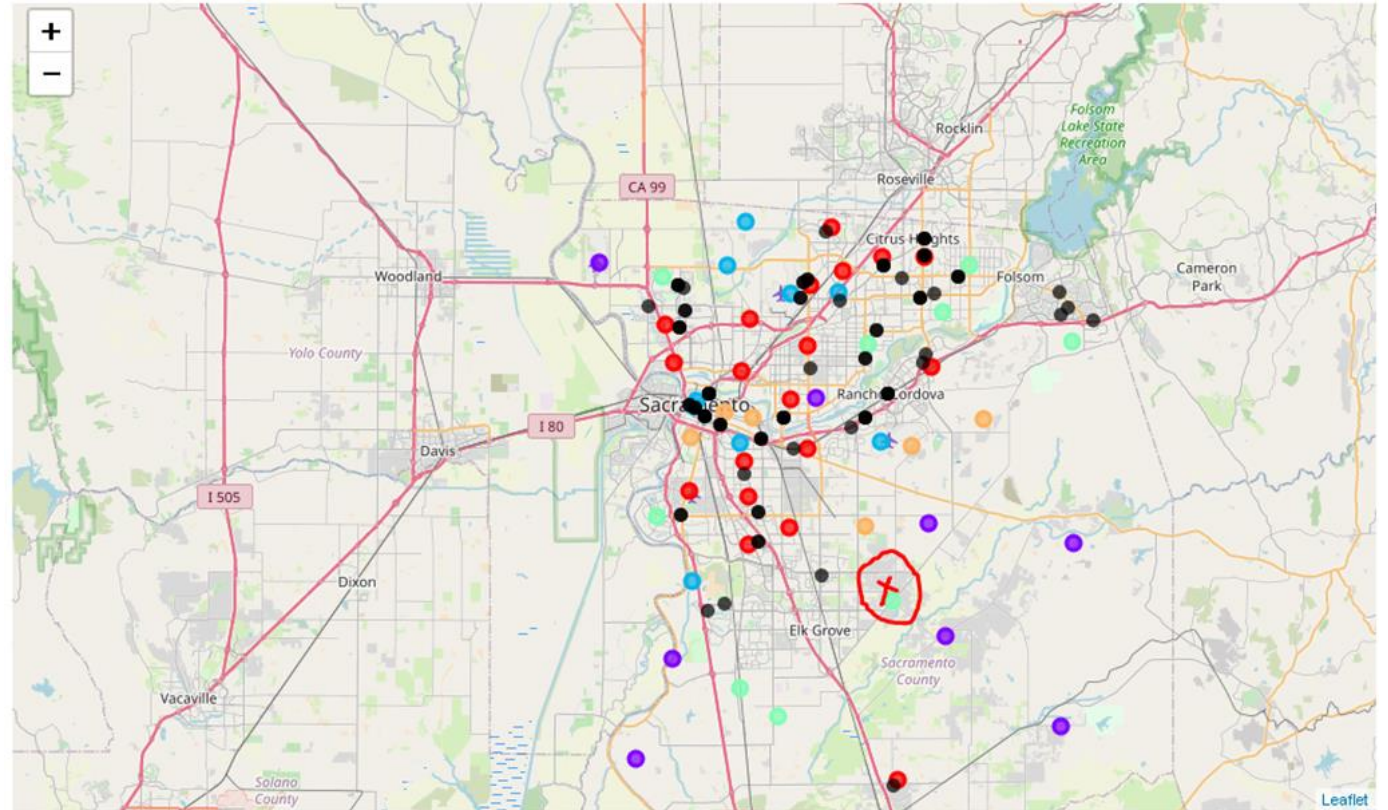 +
−
CA 99
Rocklin
Folsom
Lake State
Recreation
Area
Roseville
Citrus Heights
Woodland
Folsom
Cameron
Park
Yolo County
Sacramento
Rancho Cordova
I 80
Davis
I 505
Dixon
Elk Grove
Sacramento
County
Vacaville
Solano
County
Leaflet